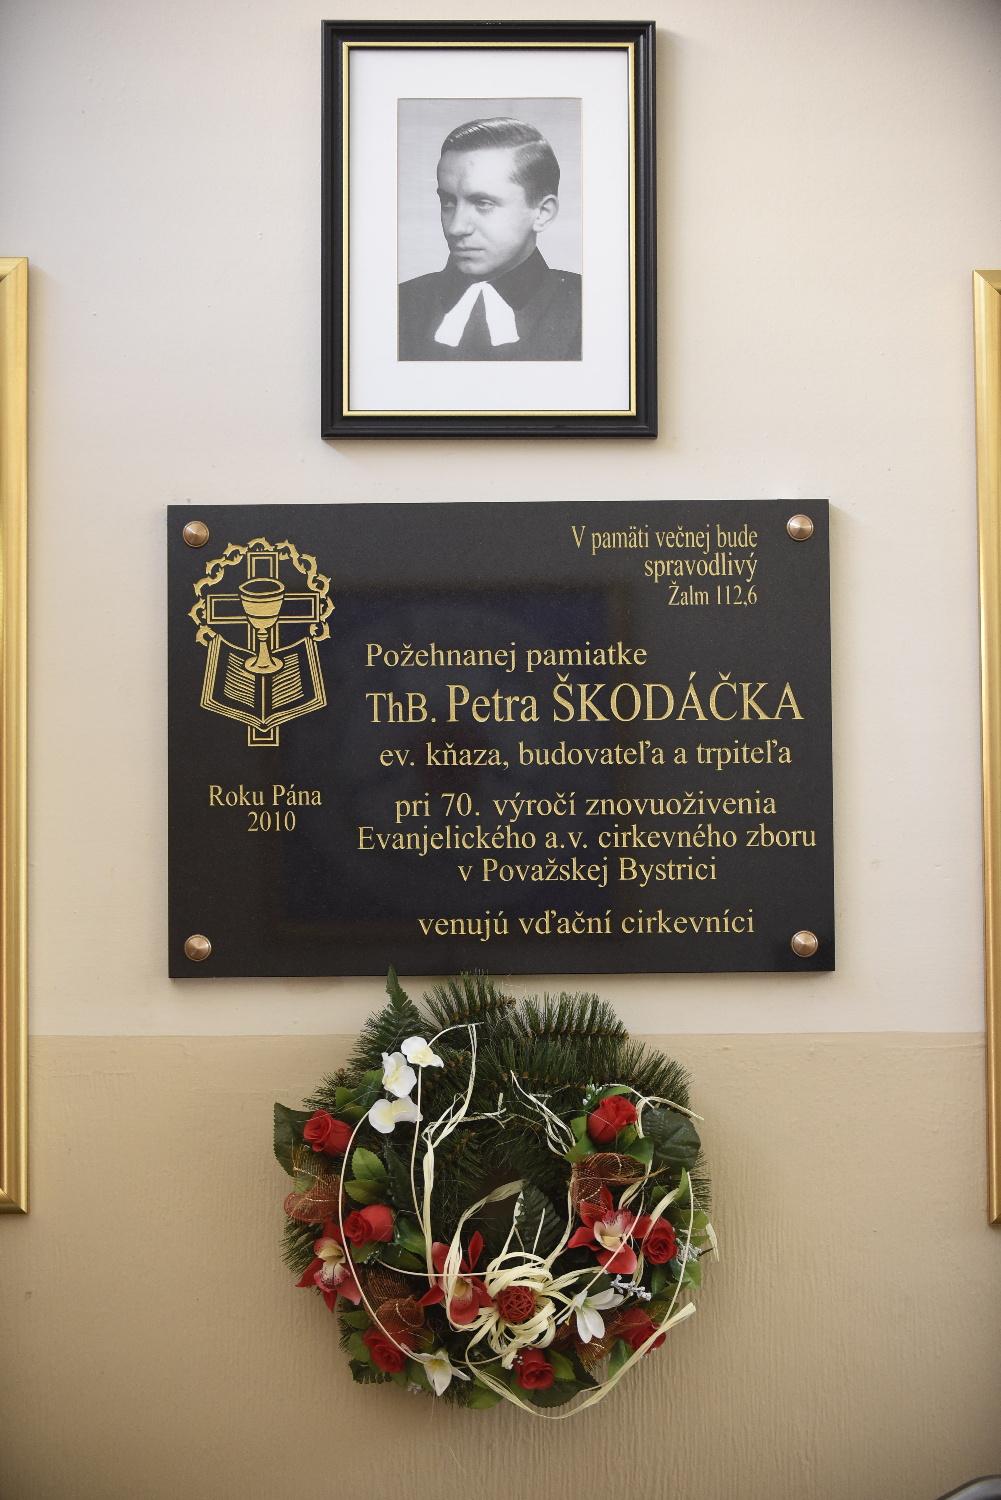 V pamäti večnej bude
spravodlivý
Žalm 112,6
Požehnanej pamiatke
ThB. Petra ŠKODÁČKA
ev. kňaza, budovateľa a trpiteľa
Roku Pána
2010
pri 70. výročí znovuoživenia
Evanjelického a.v. cirkevného zboru
v Považskej Bystrici
venujú vďační cirkevníci